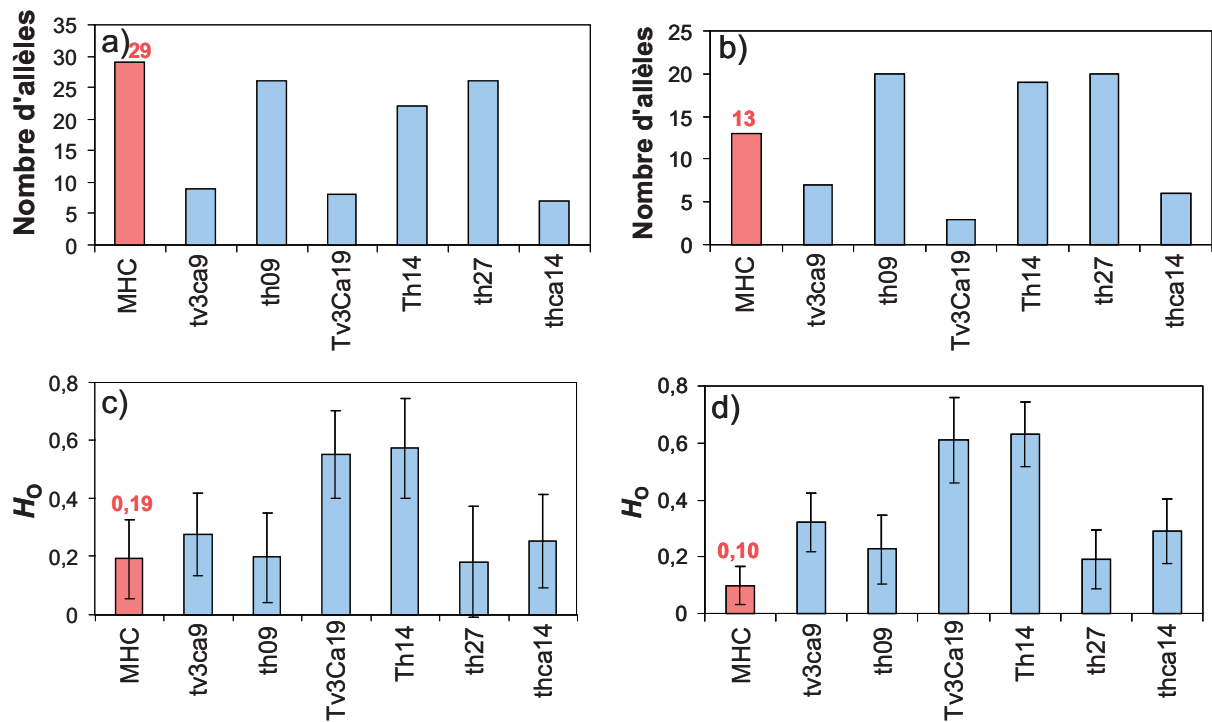 a)
Nombre d'allèles
35
30
25
20
15
10
5
0
29
MHC
tv3ca9
th09
Tv3Ca19
Th14
th27
thca14
b)
Nombre d'allèles
25
20
15
10
5
0
13
MHC
tv3ca9
th09
Tv3Ca19
Th14
th27
thca14
c)
HO
0,8
0,6
0,4
0,2
0
0,19
MHC
tv3ca9
th09
Tv3Ca19
Th14
th27
thca14
d)
HO
0,8
0,6
0,4
0,2
0
0,10
MHC
tv3ca9
th09
Tv3Ca19
Th14
th27
thca14